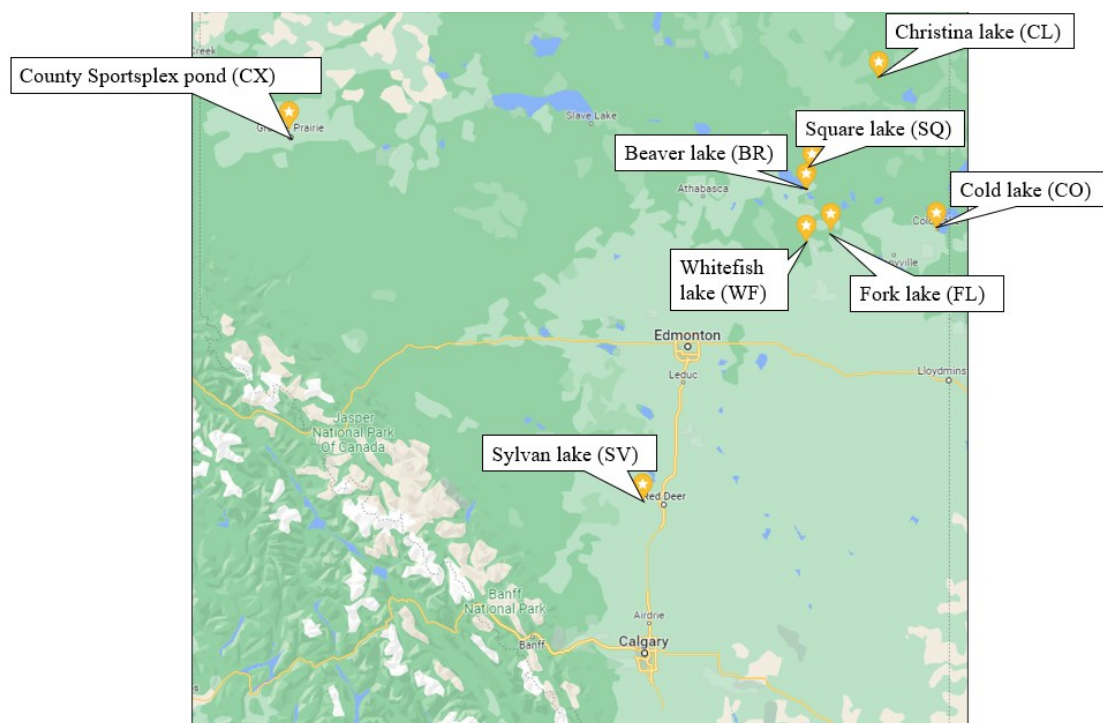 Christina lake (CL)
Creek
County Sportsplex pond (CX)
Prairie
Slave Lake
Square lake (SQ)
Beaver lake (BR)
Athabasca
Cold lake (CO)
Whitefish
lake (WF)
Fork lake (FL)
Edmonton
Leduc
Lloydmins
Jasper
National Park
Of Canada
Sylvan lake (SV)
Red Deer
Banff
National Park
Airdrie
Banff
Calgary